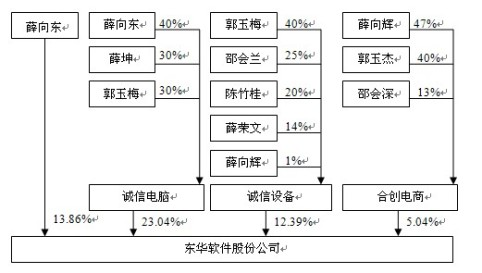 薛向东 薛向东 40% 郭玉梅 40% 薛向辉 47%
薛坤 30% 邵会兰 25% 郭玉杰 40%
郭玉梅 30% 陈竹桂 20% 邵会深 13%
薛荣文 14%
薛向辉 1%
诚信电脑 诚信设备 合创电商
13.86% 23.04% 12.39% 5.04%
东华软件股份公司